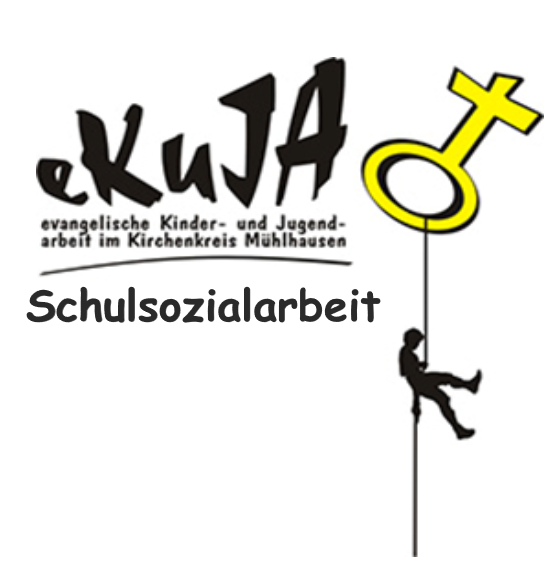 eKuJA
evangelische Kinder- und Jugend-
arbeit im Kirchenkreis Mühlhausen
Schulsozialarbeit